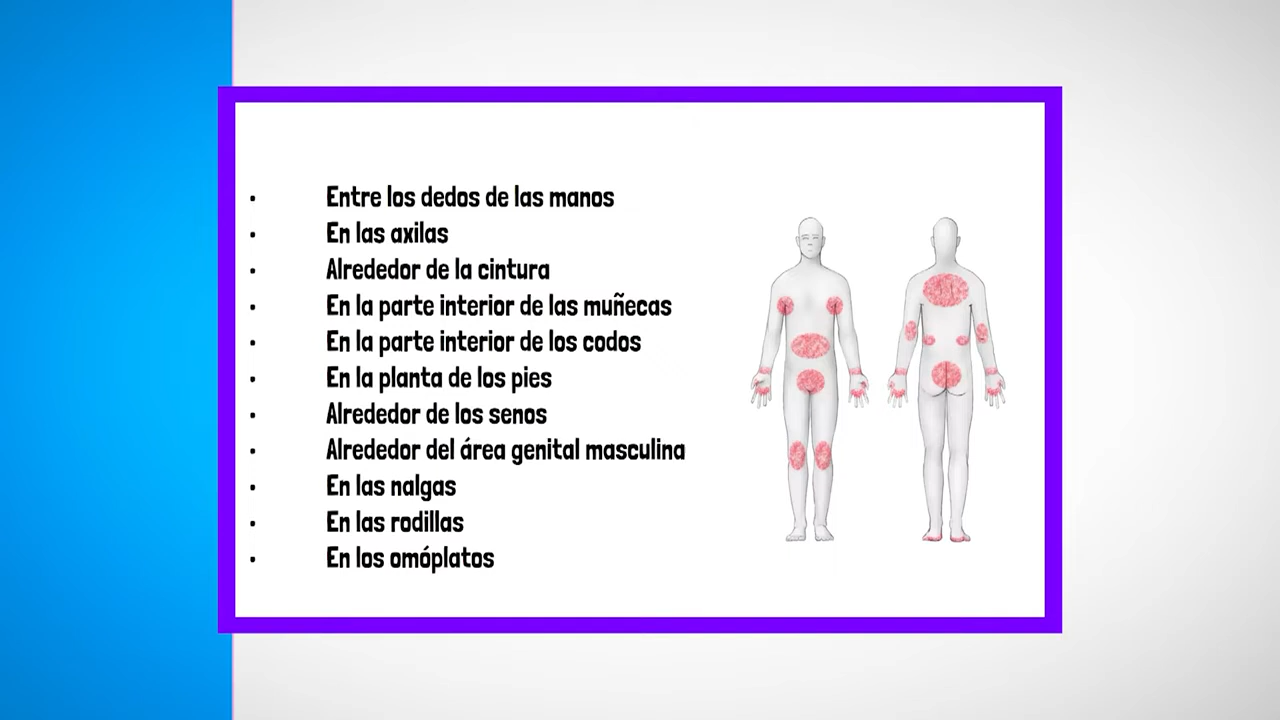 • Entre los dedos de las manos
• En las axilas
• Alrededor de la cintura
• En la parte interior de las muñecas
• En la parte interior de los codos
• En la planta de los pies
• Alrededor de los senos
• Alrededor del área genital masculina
• En las nalgas
• En las rodillas
• En los omóplatos